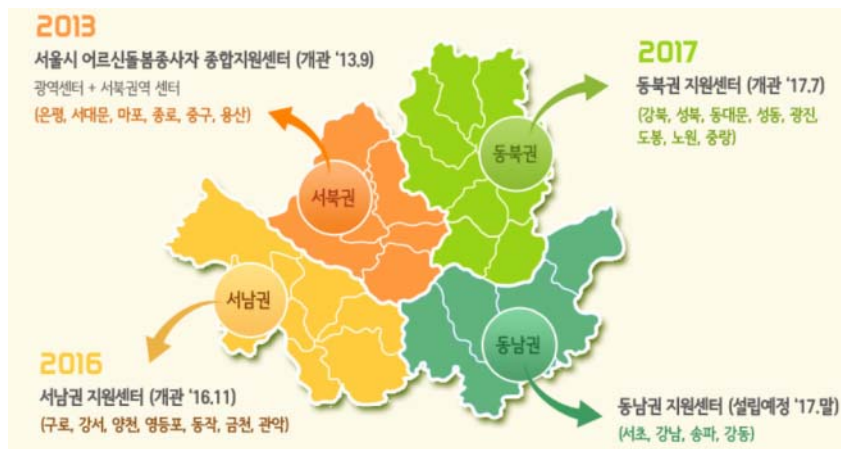 2013
서울시 어르신돌봄종사자 종합지원센터 (개관 '13.9)
광역센터 + 서북권역 센터
(은평, 서대문, 마포, 종로, 중구, 용산)
2017
동북권 지원센터 (개관 '17.7)
(강북, 성북, 동대문, 성동, 광진,
도봉, 노원, 중랑)
동북권
서북권
서남권
동남권
2016
서남권 지원센터 (개관 '16.11)
(구로, 강서, 양천, 영등포, 동작, 금천, 관악)
동남권 지원센터 (설립예정 '17.말)
(서초, 강남, 송파, 강동)